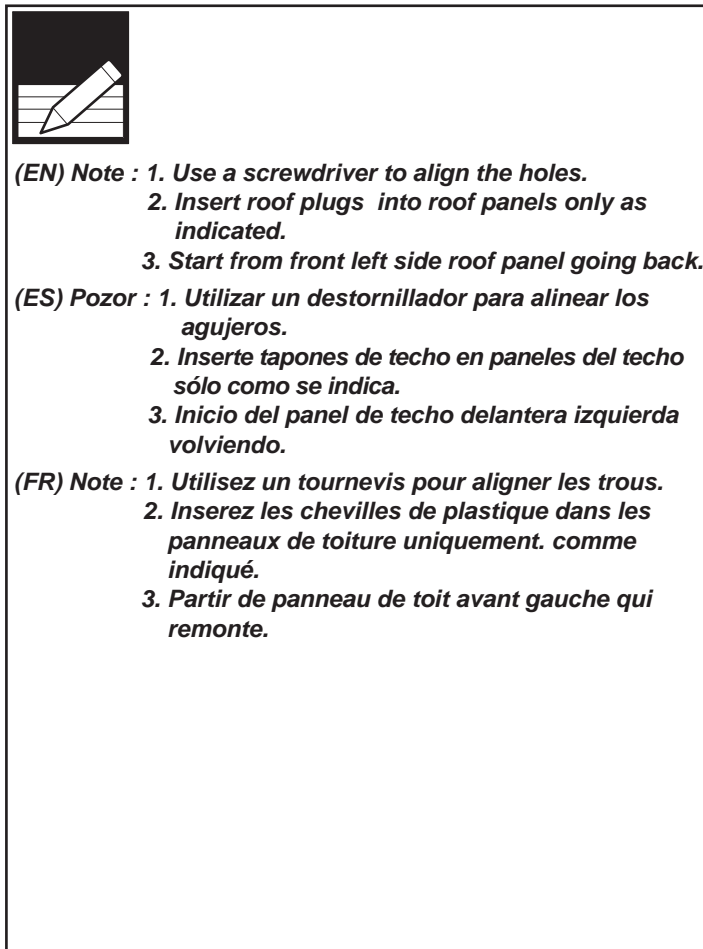 (EN) Note : 1. Use a screwdriver to align the holes.
2. Insert roof plugs into roof panels only as
indicated.
3. Start from front left side roof panel going back.
(ES) Pozor : 1. Utilizar un destornillador para alinear los
agujeros.
2. Inserte tapones de techo en paneles del techo
sólo como se indica.
3. Inicio del panel de techo delantera izquierda
volviendo.
(FR) Note : 1. Utilisez un tournevis pour aligner les trous.
2. Inserez les chevilles de plastique dans les
panneaux de toiture uniquement. comme
indiqué.
3. Partir de panneau de toit avant gauche qui
remonte.